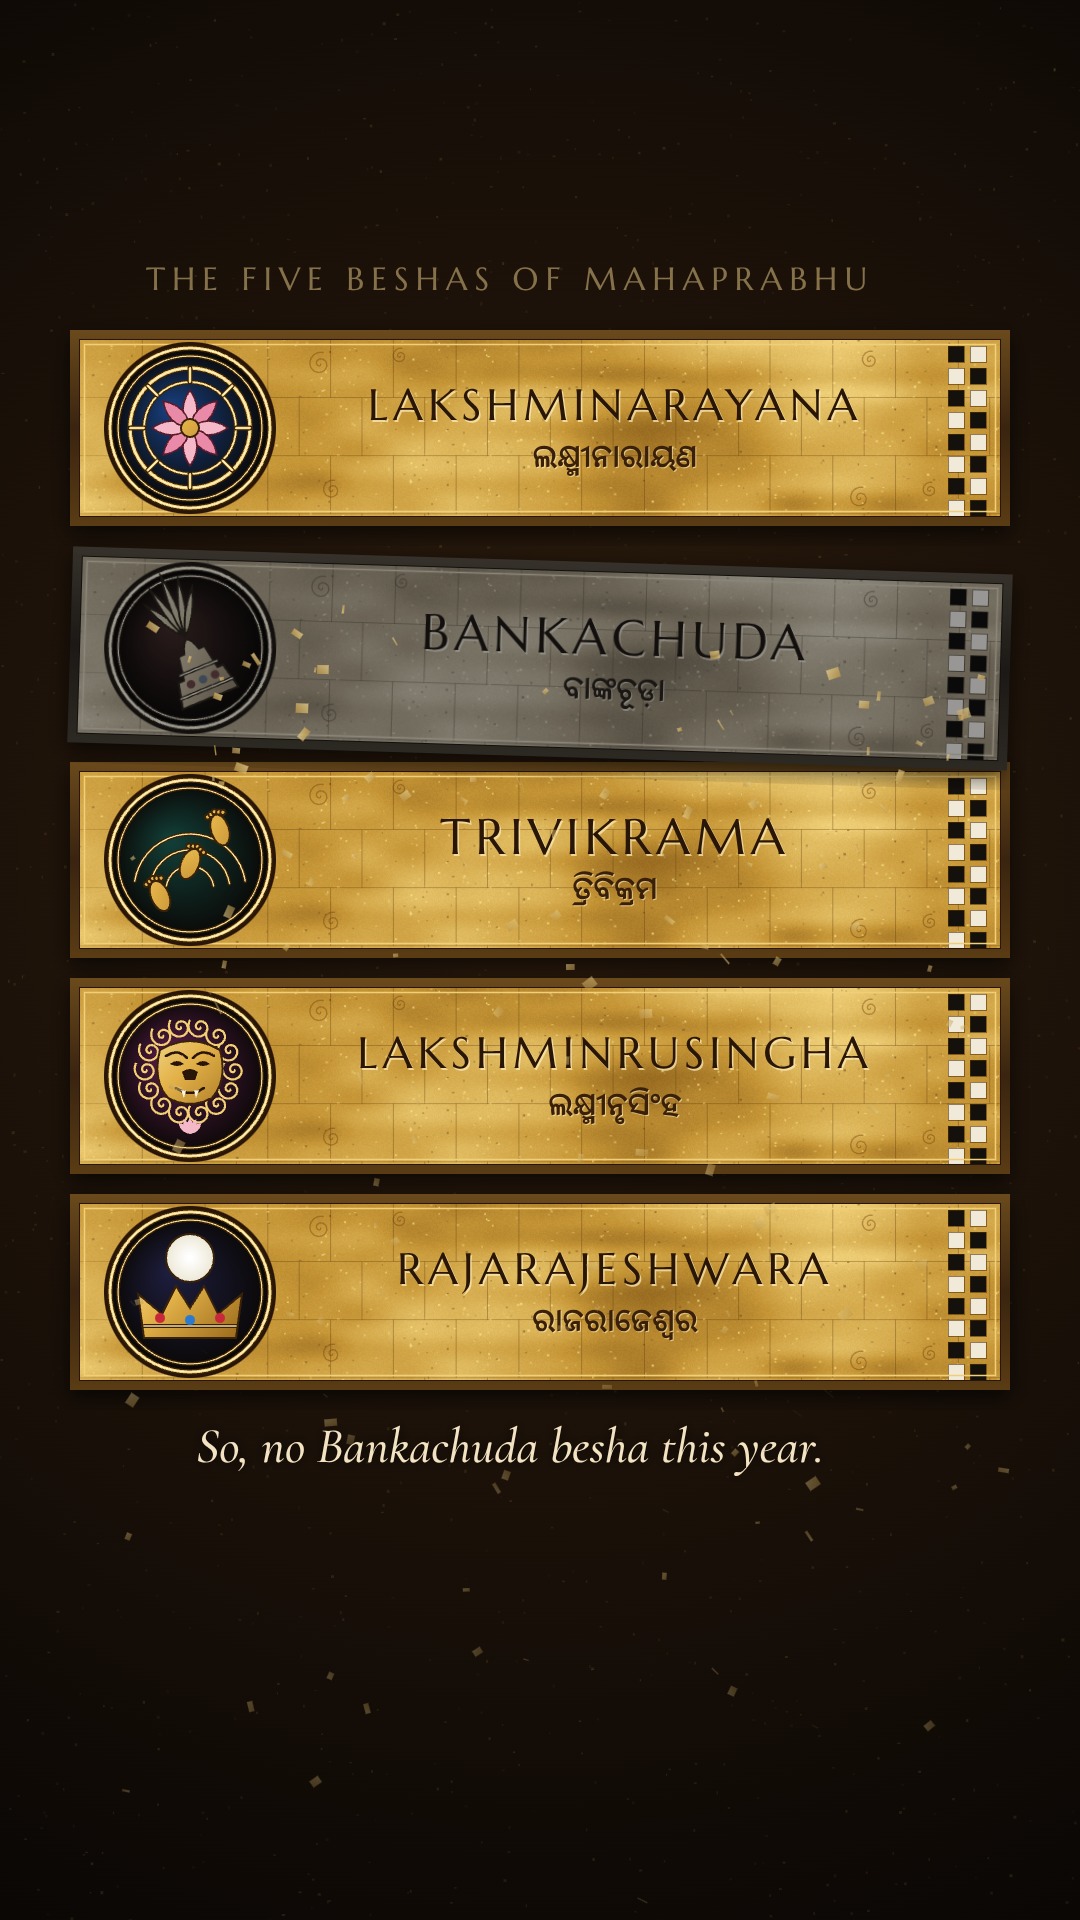 THE FIVE BESHAS OF MAHAPRABHU
LAKSHMINARAYANA
ଲକ୍ଷ୍ମୀନାରାୟଣ
BANKACHUDA
ବାଙ୍କଚୂଡ଼ା
TRIVIKRAMA
ତ୍ରିବିକ୍ରମ
LAKSHMINRUSINGHA
ଲକ୍ଷ୍ମୀନୃସିଂହ
RAJARAJESHWARA
ରାଜରାଜେଶ୍ୱର
So, no Bankachuda besha this year.